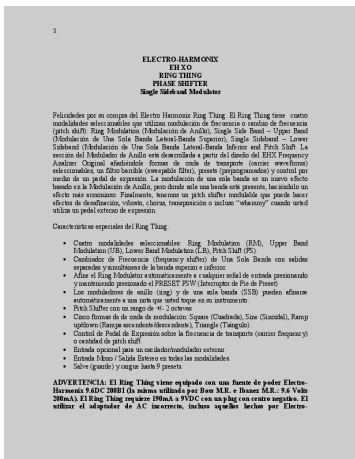 1
ELECTRO-HARMONIX
EH XO
RING THING
PHASE SHIFTER
Single Sideband Modulator
Felicidades por su compra del Electro Harmonix Ring Thing. El Ring Thing tiene cuatro
modalidades seleccionables que utilizan modulación de frecuencia o cambio de frecuencia
(pitch shift): Ring Modulation (Modulación de Anillo), Single Side Band – Upper Band
(Modulación de Una Sola Banda Lateral-Banda Superior), Single Sideband – Lower
Sideband (Modulación de Una Sola Banda Lateral-Banda Inferior and Pitch Shift. La
sección del Modulador de Anillo está desarrollada a partir del diseño del EHX Frequency
Analizer Original añadiéndole formas de onda de transporte (carrier waveforms)
seleccionables, un filtro barrible (sweepable filter), presets (preprogramados) y control por
medio de un pedal de expresión. La modulación de una sola banda es un nuevo efecto
basado en la Modulación de Anillo, pero donde sola una banda está presente, haciéndolo un
efecto más armonioso. Finalmente, tenemos un pitch shifter modulable que puede hacer
efectos de desafinación, vibrato, chorus, transposición o incluso “whammy” cuando usted
utiliza un pedal externo de expresión.
Características especiales del Ring Thing:
• Cuatro modalidades seleccionables: Ring Modulation (RM), Upper Band
Modulation (UB), Lower Band Modulation (LB), Pitch Shift (PS).
• Cambiador de Frecuencia (frequency shifter) de Una Sola Banda con salidas
separadas y simultáneas de la banda superior e inferior.
• Afine el Ring Modulator automáticamente a cualquier señal de entrada presionando
y manteniendo presionado el PRESET FSW (Interruptor de Pie de Preset)
• Los moduladores de anillo (ring) y de una sola banda (SSB) pueden afinarse
automáticamente a una nota que usted toque en su instrumento.
• Pitch Shifter con un rango de +/- 2 octavas
• Cinco formas de de onda de modulación: Square (Cuadrada), Sine (Sinoidal), Ramp
up/down (Rampa ascendente/descendente), Triangle (Triángulo)
• Control de Pedal de Expresión sobre la frecuencia de transporte (carrier frequency)
o cantidad de pitch shift.
• Entrada opcional para un oscilador/modulador externo.
• Entrada Mono / Salida Estéreo en todas las modalidades
• Salve (guarde) y cargue hasta 9 presets.
ADVERTENCIA: El Ring Thing viene equipado con una fuente de poder Electro-
Harmonix 9.6DC 200BI (la misma utilizada por Boss M.R. e Ibanez M.R.: 9.6 Volts
200mA). El Ring Thing requiere 190mA a 9VDC con un plug con centro negativo. El
utilizar el adaptador de AC incorrecto, incluso aquellos hechos por Electro-